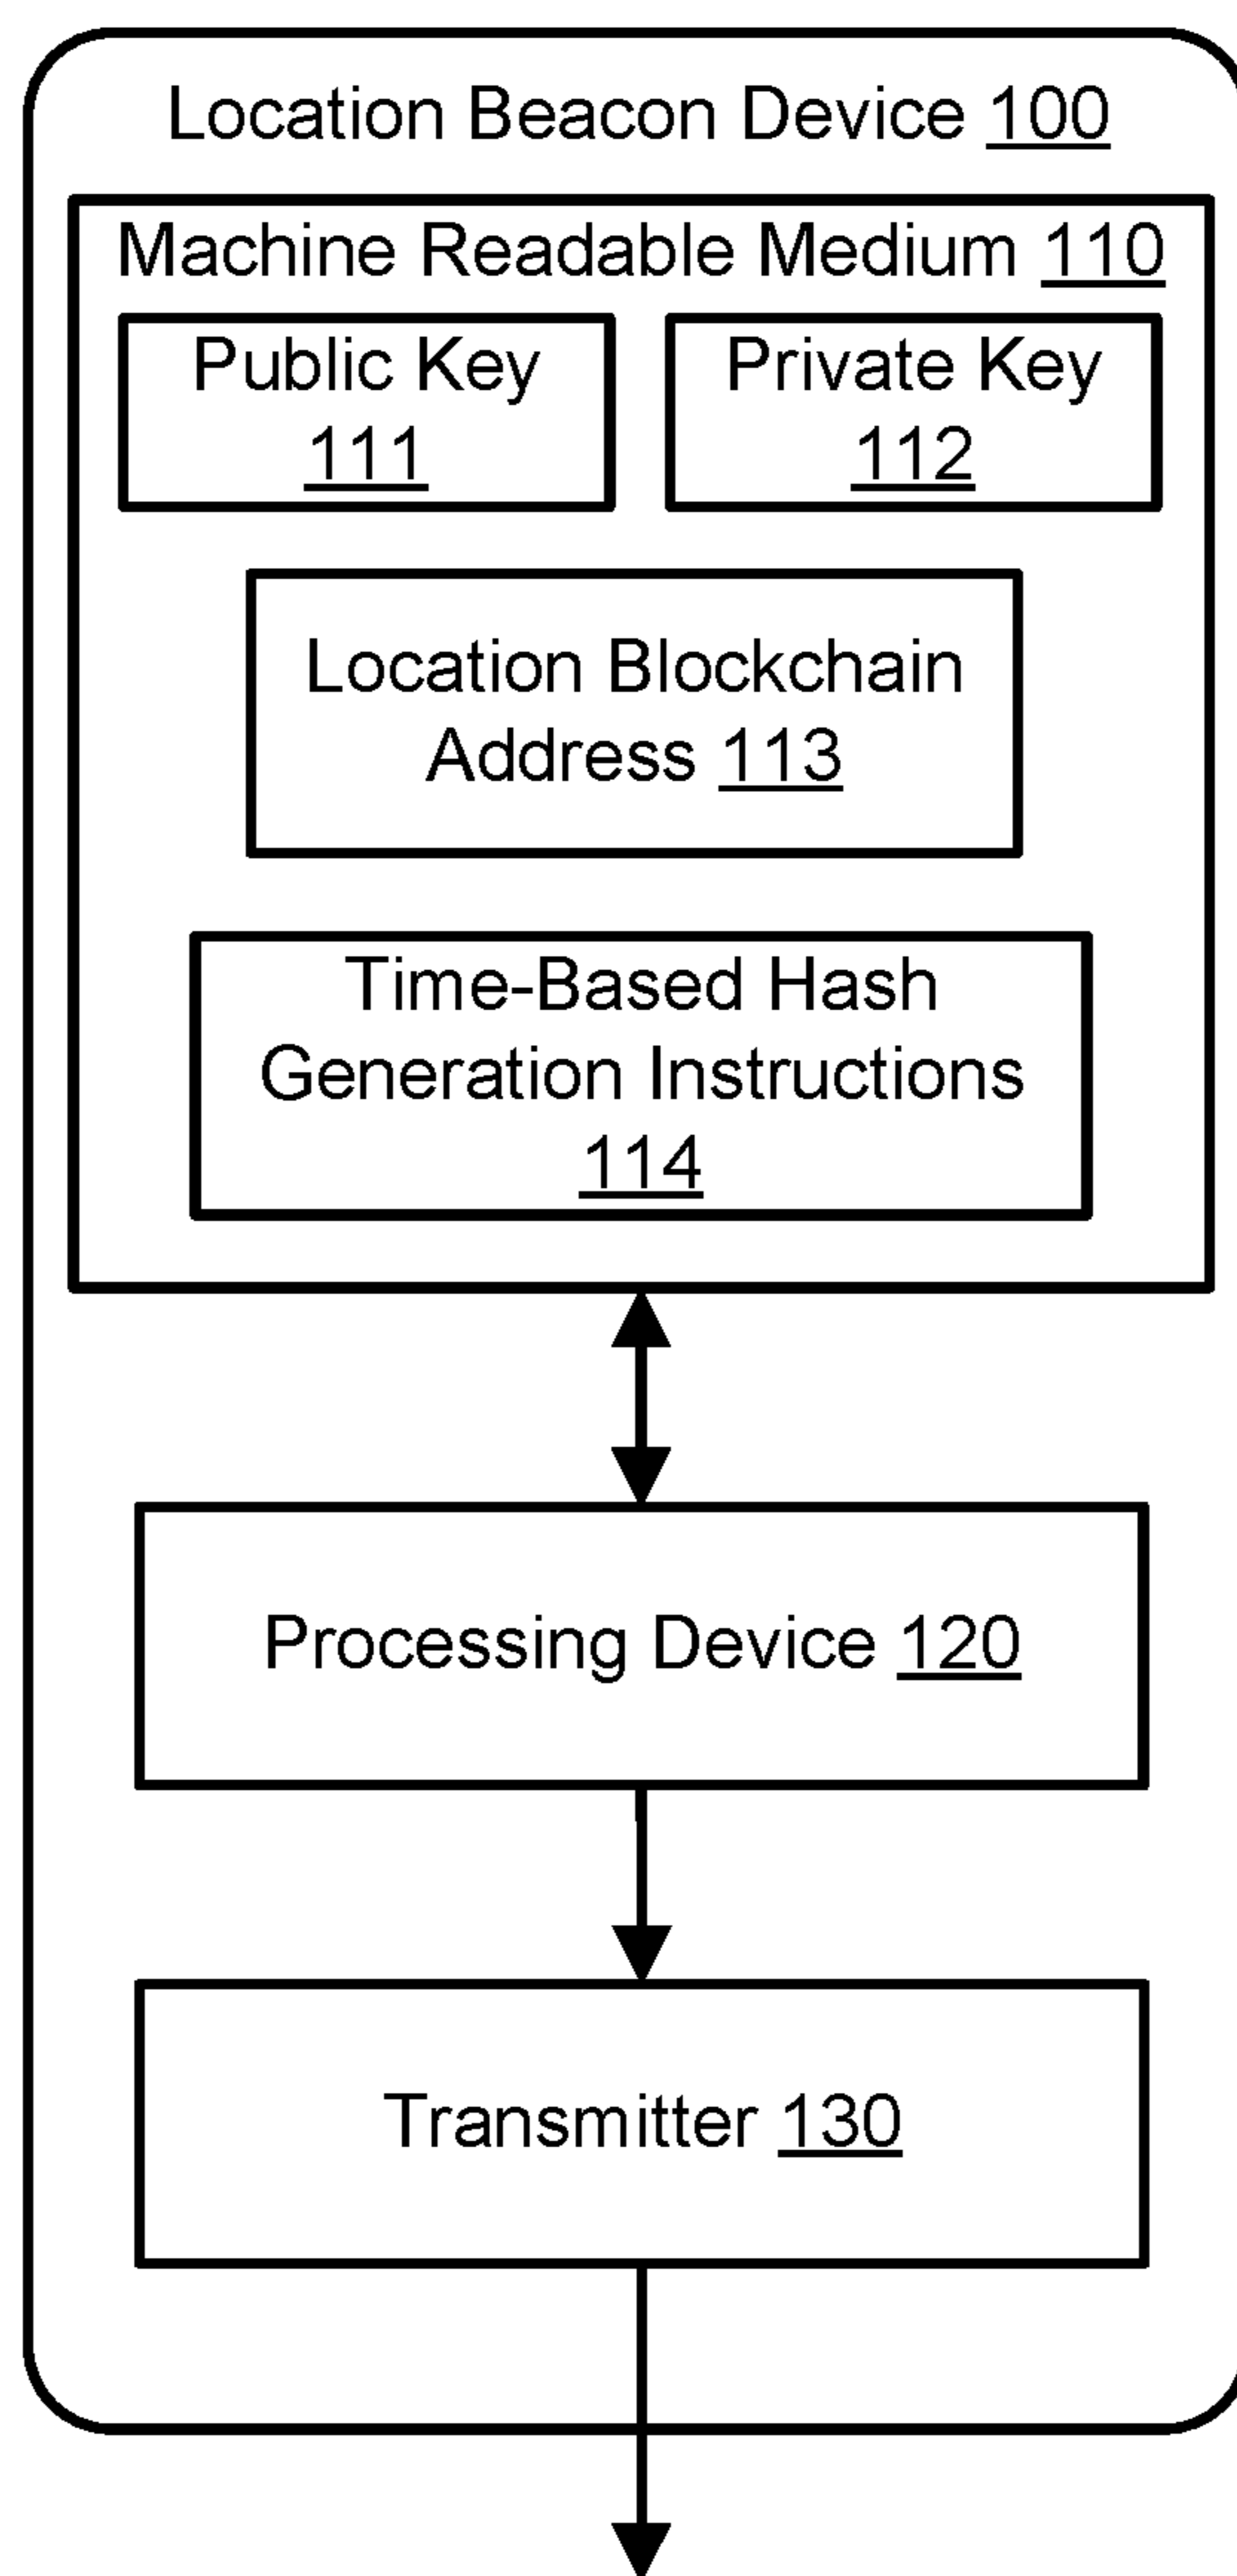 Location Beacon Device 100
Machine Readable Medium 110
Public Key
111
Private Key
112
Location Blockchain
Address 113
Time-Based Hash
Generation Instructions
114
Processing Device 120
Transmitter 130